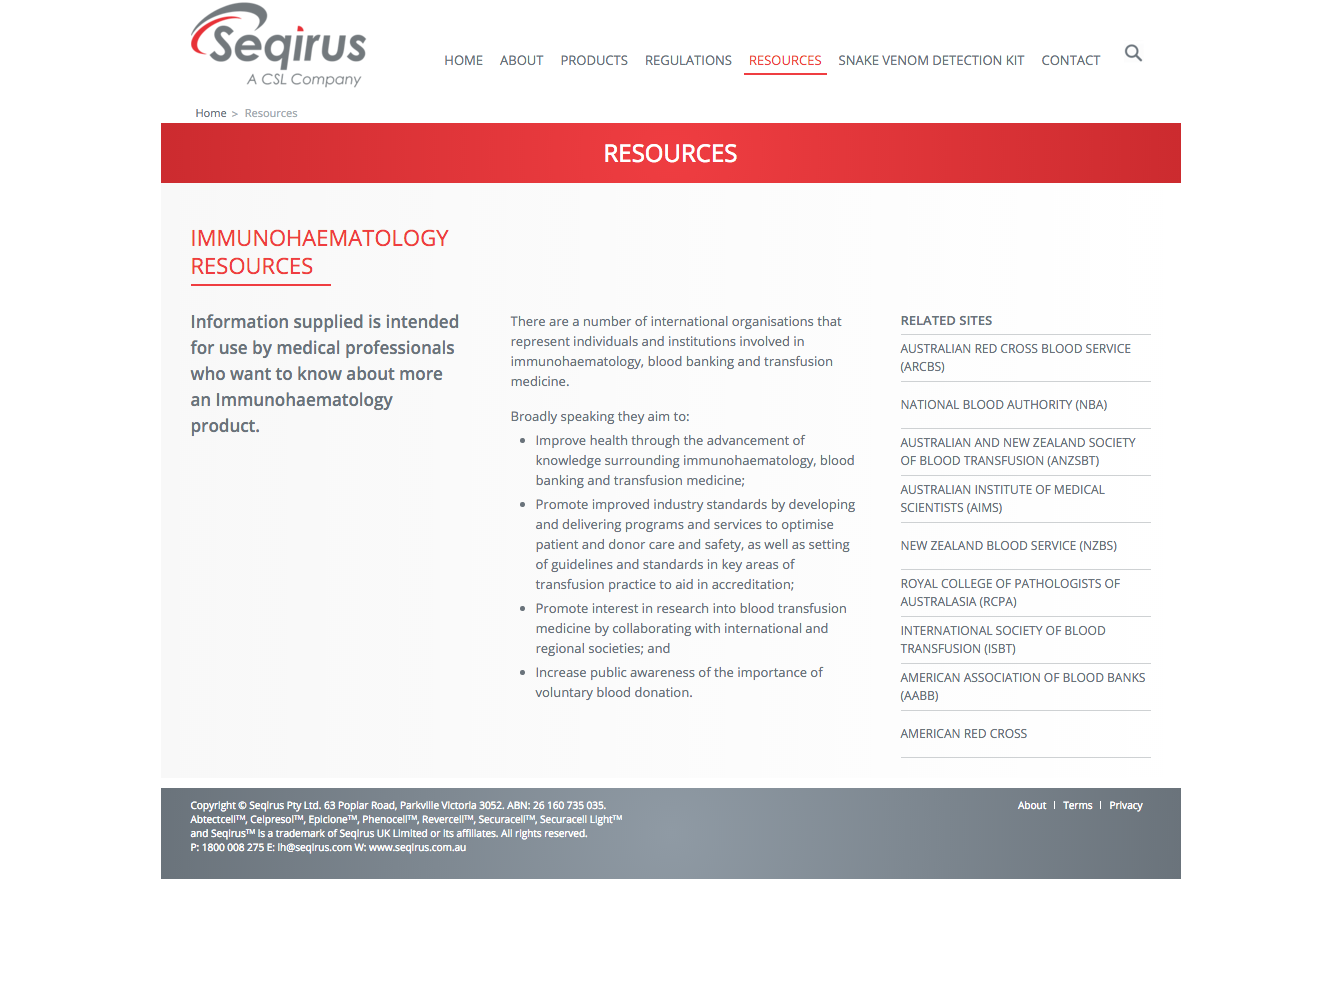 Seqirus
A CSL Company
HOME ABOUT PRODUCTS REGULATIONS RESOURCES SNAKE VENOM DETECTION KIT CONTACT
Home > Resources
RESOURCES
IMMUNOHAEMATOLOGY
RESOURCES
Information supplied is intended
for use by medical professionals
who want to know about more
an Immunohaematology
product.
There are a number of international organisations that
represent individuals and institutions involved in
immunohaematology, blood banking and transfusion
medicine.
Broadly speaking they aim to:
• Improve health through the advancement of
knowledge surrounding immunohaematology, blood
banking and transfusion medicine;
• Promote improved industry standards by developing
and delivering programs and services to optimise
patient and donor care and safety, as well as setting
of guidelines and standards in key areas of
transfusion practice to aid in accreditation;
• Promote interest in research into blood transfusion
medicine by collaborating with international and
regional societies; and
• Increase public awareness of the importance of
voluntary blood donation.
RELATED SITES
AUSTRALIAN RED CROSS BLOOD SERVICE
(ARCBS)
NATIONAL BLOOD AUTHORITY (NBA)
AUSTRALIAN AND NEW ZEALAND SOCIETY
OF BLOOD TRANSFUSION (ANZSBT)
AUSTRALIAN INSTITUTE OF MEDICAL
SCIENTISTS (AIMS)
NEW ZEALAND BLOOD SERVICE (NZBS)
ROYAL COLLEGE OF PATHOLOGISTS OF
AUSTRALASIA (RCPA)
INTERNATIONAL SOCIETY OF BLOOD
TRANSFUSION (ISBT)
AMERICAN ASSOCIATION OF BLOOD BANKS
(AABB)
AMERICAN RED CROSS
Copyright © Seqirus Pty Ltd. 63 Poplar Road, Parkville Victoria 3052. ABN: 26 160 735 035.
Abtectcell™, Celpresol™, Epiclone™, Phenocell™, Revercell™, Securacell™, Securacell Light™
and Seqirus™ is a trademark of Seqirus UK Limited or its affiliates. All rights reserved.
P: 1800 008 275 E: ih@seqirus.com W: www.seqirus.com.au
About | Terms | Privacy